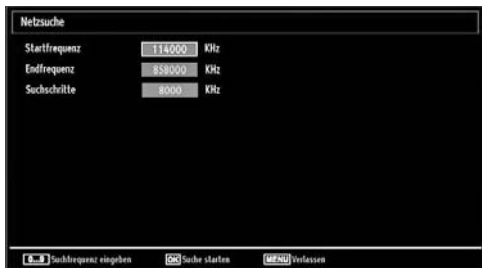 Netzsuche
Startfrequenz 114000 KHz
Endfrequenz 858000 KHz
Suchschritte 8000 KHz
0...9 Suchfrequenz eingeben OK Suche starten MENU Verlassen